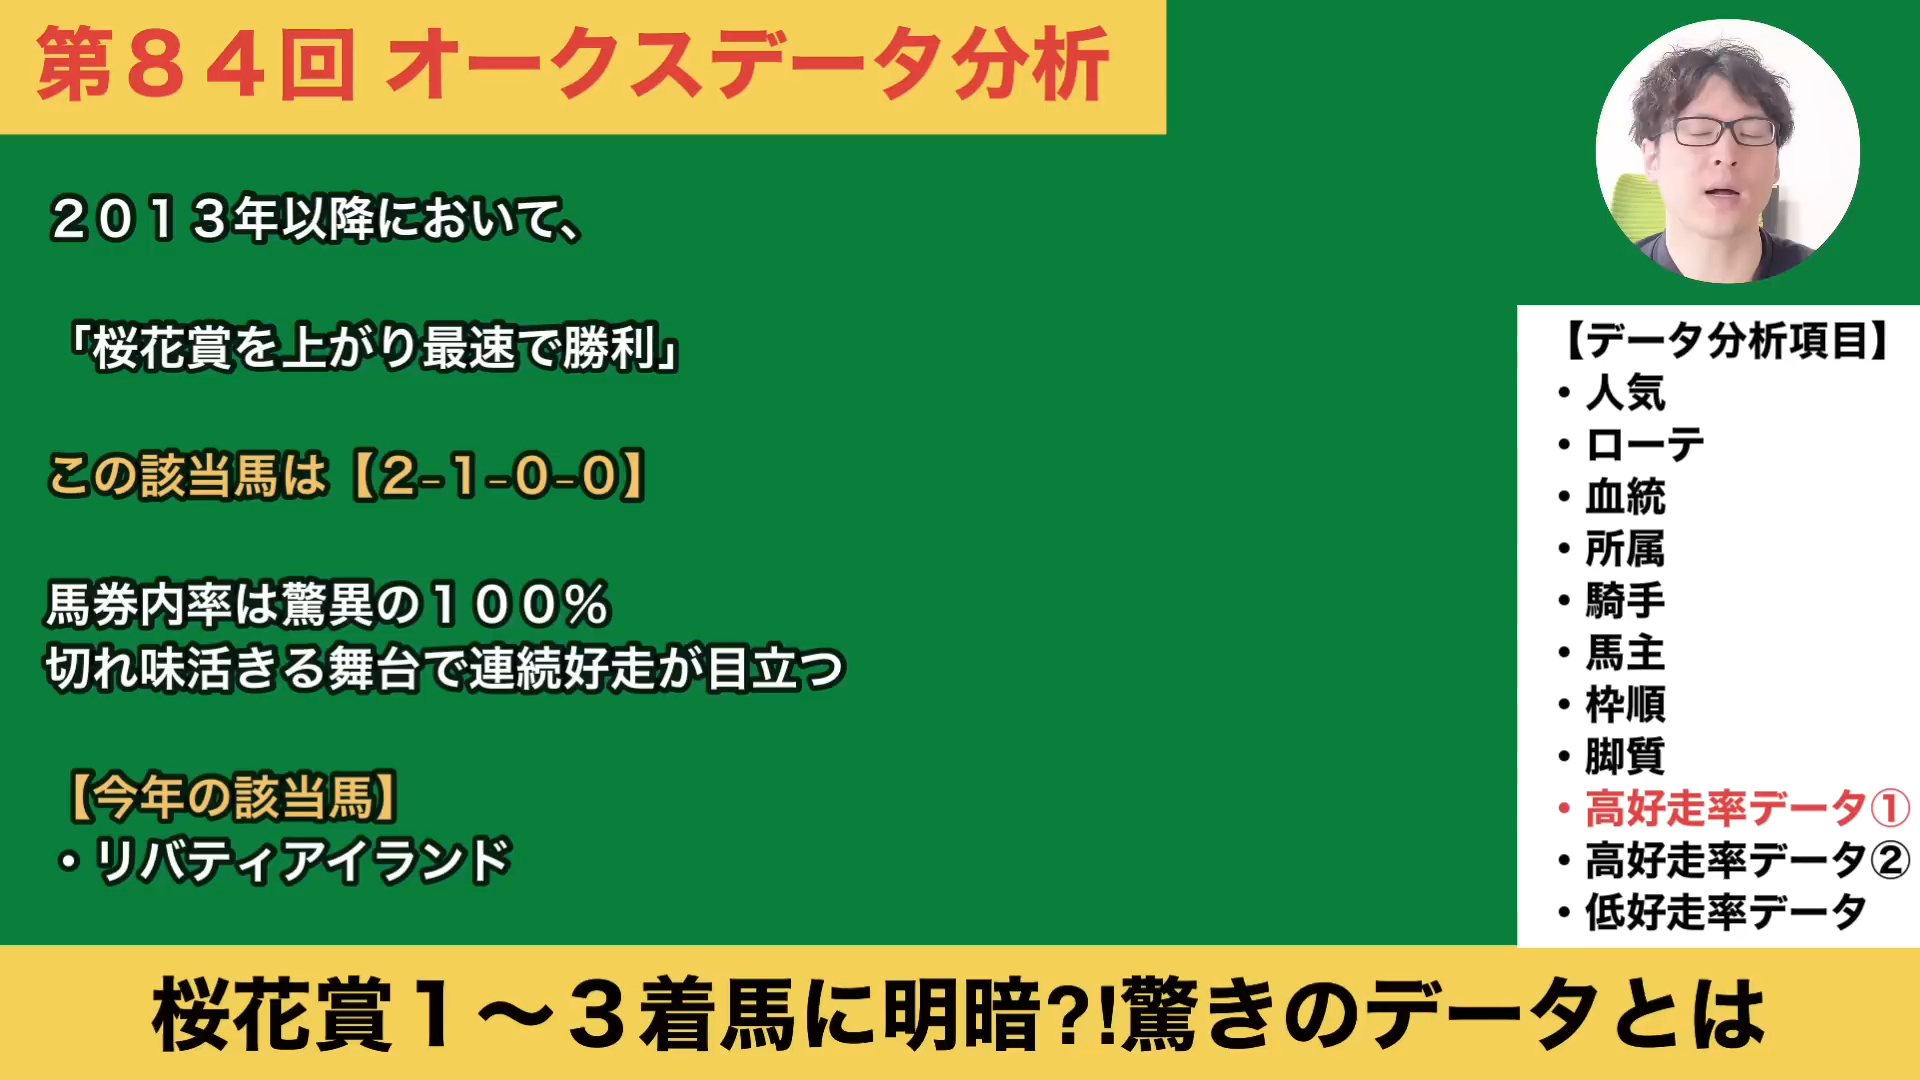 第８４回 オークスデータ分析
２０１３年以降において、
「桜花賞を上がり最速で勝利」
この該当馬は【２−１−０−０】
馬券内率は驚異の１００％
切れ味活きる舞台で連続好走が目立つ
【今年の該当馬】
・リバティアイランド
【データ分析項目】
・人気
・ローテ
・血統
・所属
・騎手
・馬主
・枠順
・脚質
・高好走率データ①
・高好走率データ②
・低好走率データ
桜花賞１〜３着馬に明暗?!驚きのデータとは